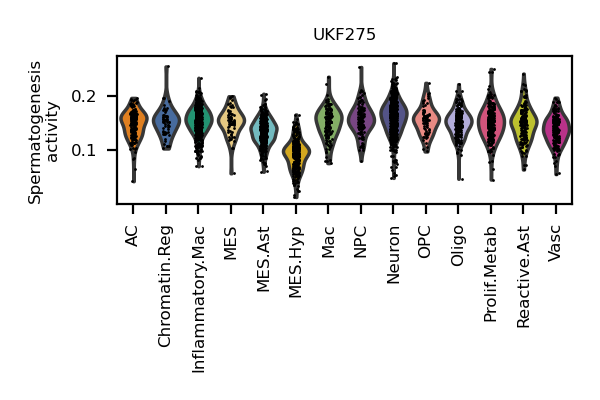 UKF275
Spermatogenesis
activity
0.2
0.1
AC
Chromatin.Reg
Inflammatory.Mac
MES
MES.Ast
MES.Hyp
Mac
NPC
Neuron
OPC
Oligo
Prolif.Metab
Reactive.Ast
Vasc